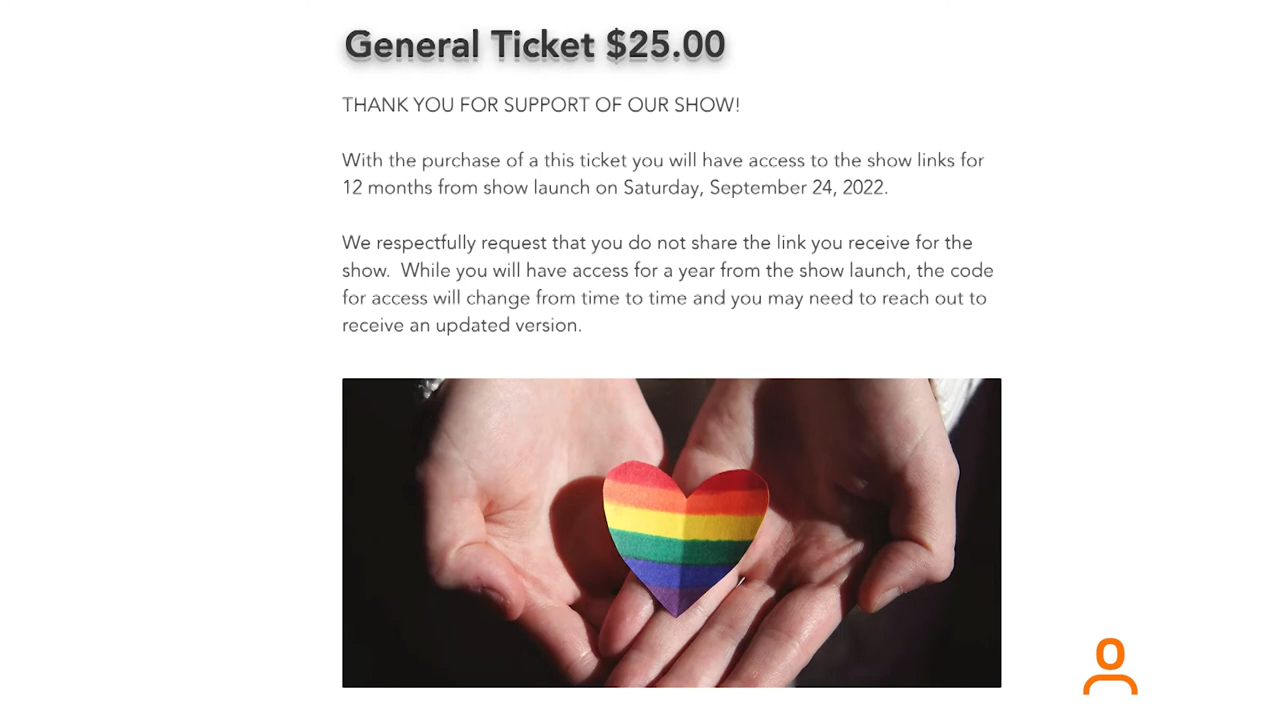 General Ticket $25.00
THANK YOU FOR SUPPORT OF OUR SHOW!
With the purchase of a this ticket you will have access to the show links for
12 months from show launch on Saturday, September 24, 2022.
We respectfully request that you do not share the link you receive for the
show.  While you will have access for a year from the show launch, the code
for access will change from time to time and you may need to reach out to
receive an updated version.